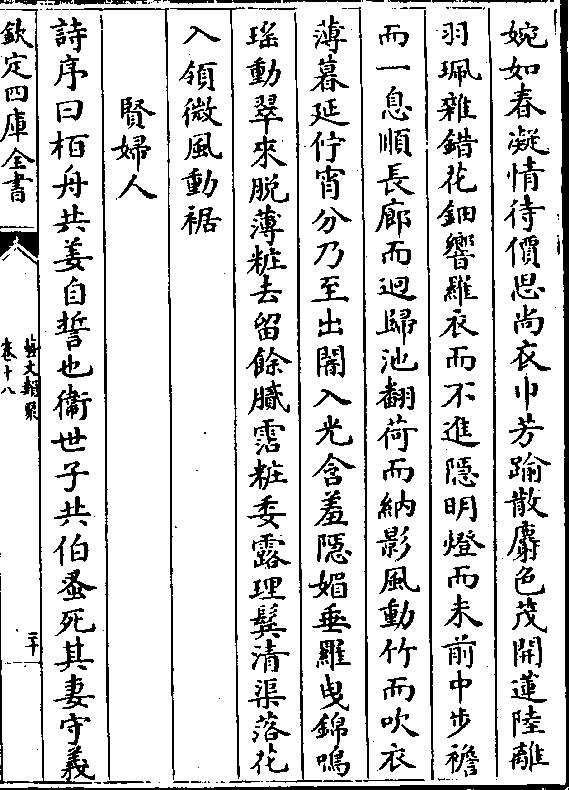 婉如春凝情待價思尚衣巾芳踰散麝色茂開蓮陸離
羽珮雜錯花鈿響羅衣而不進隱明燈而未前中步襜
而一息順長廊而迴歸池翻荷而納影風動竹而吹衣
薄暮延佇宵分乃至出闇入光含羞隱媚垂羅曳錦鳴
瑤動翠來脱薄粧去留餘膩霑粧委露理鬢清渠落花
入領微風動裾
賢婦人
詩序曰栢舟共姜自誓也衛世子共伯蚤死其妻守義
欽定四庫全書
藝文類聚
卷十八
二十